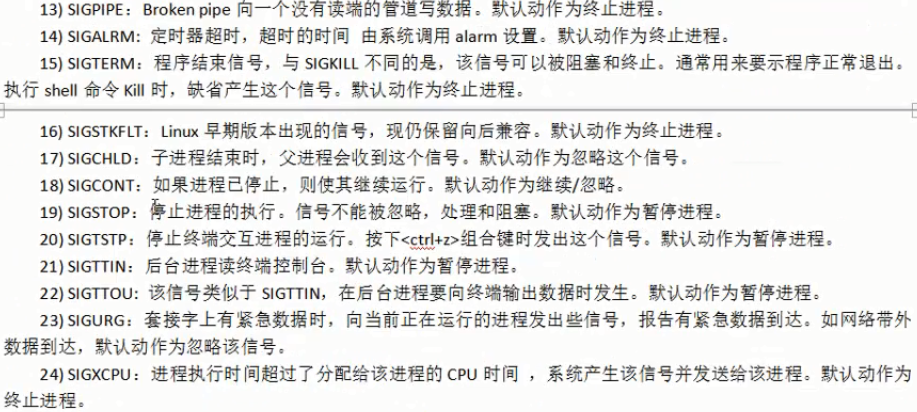 13) SIGPIPE：Broken pipe 向一个没有读端的管道写数据。默认动作为终止进程。
14) SIGALRM: 定时器超时，超时的时间 由系统调用 alarm 设置。默认动作为终止进程。
15) SIGTERM：程序结束信号，与 SIGKILL 不同的是，该信号可以被阻塞和终止。通常用来要示程序正常退出。
执行 shell 命令 Kill 时，缺省产生这个信号。默认动作为终止进程。
16) SIGSTKFLT：Linux 早期版本出现的信号，现仍保留向后兼容。默认动作为终止进程。
17) SIGCHLD：子进程结束时，父进程会收到这个信号。默认动作为忽略这个信号。
18) SIGCONT：如果进程已停止，则使其继续运行。默认动作为继续/忽略。
19) SIGSTOP：停止进程的执行。信号不能被忽略，处理和阻塞。默认动作为暂停进程。
20) SIGTSTP：停止终端交互进程的运行。按下<ctrl+z>组合键时发出这个信号。默认动作为暂停进程。
21) SIGTTIN：后台进程读终端控制台。默认动作为暂停进程。
22) SIGTTOU: 该信号类似于 SIGTTIN，在后台进程要向终端输出数据时发生。默认动作为暂停进程。
23) SIGURG：套接字上有紧急数据时，向当前正在运行的进程发出些信号，报告有紧急数据到达。如网络带外
数据到达，默认动作为忽略该信号。
24) SIGXCPU：进程执行时间超过了分配给该进程的 CPU 时间 ，系统产生该信号并发送给该进程。默认动作为
终止进程。